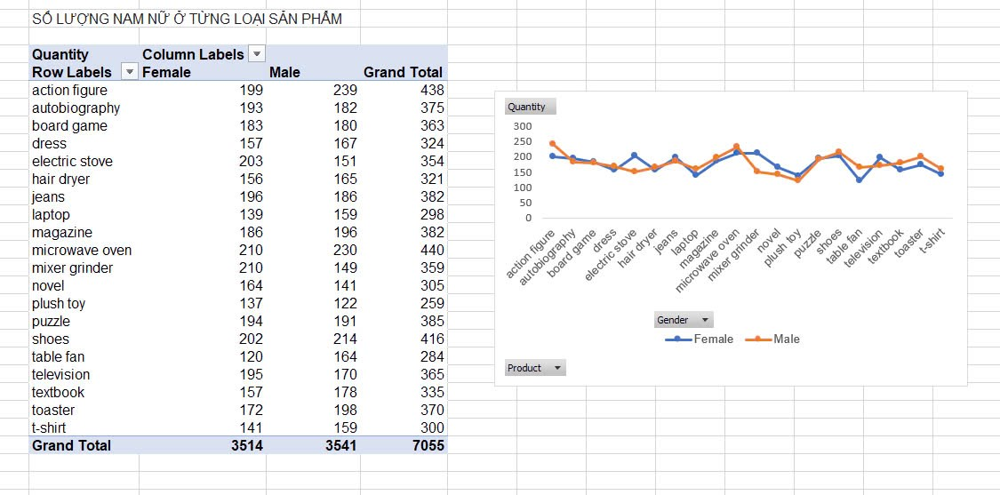 SỐ LƯỢNG NAM NỮ Ở TỪNG LOẠI SẢN PHẨM
Quantity Column Labels
Row Labels Female Male Grand Total
action figure 199 239 438
autobiography 193 182 375
board game 183 180 363
dress 157 167 324
electric stove 203 151 354
hair dryer 156 165 321
jeans 196 186 382
laptop 139 159 298
magazine 186 196 382
microwave oven 210 230 440
mixer grinder 210 149 359
novel 164 141 305
plush toy 137 122 259
puzzle 194 191 385
shoes 202 214 416
table fan 120 164 284
television 195 170 365
textbook 157 178 335
toaster 172 198 370
t-shirt 141 159 300
Grand Total 3514 3541 7055
Quantity
300
250
200
150
100
50
0
action figure
autobiography
board game
dress
electric stove
hair dryer
jeans
laptop
magazine
microwave oven
mixer grinder
novel
plush toy
puzzle
shoes
table fan
television
textbook
toaster
t-shirt
Gender
Female Male
Product